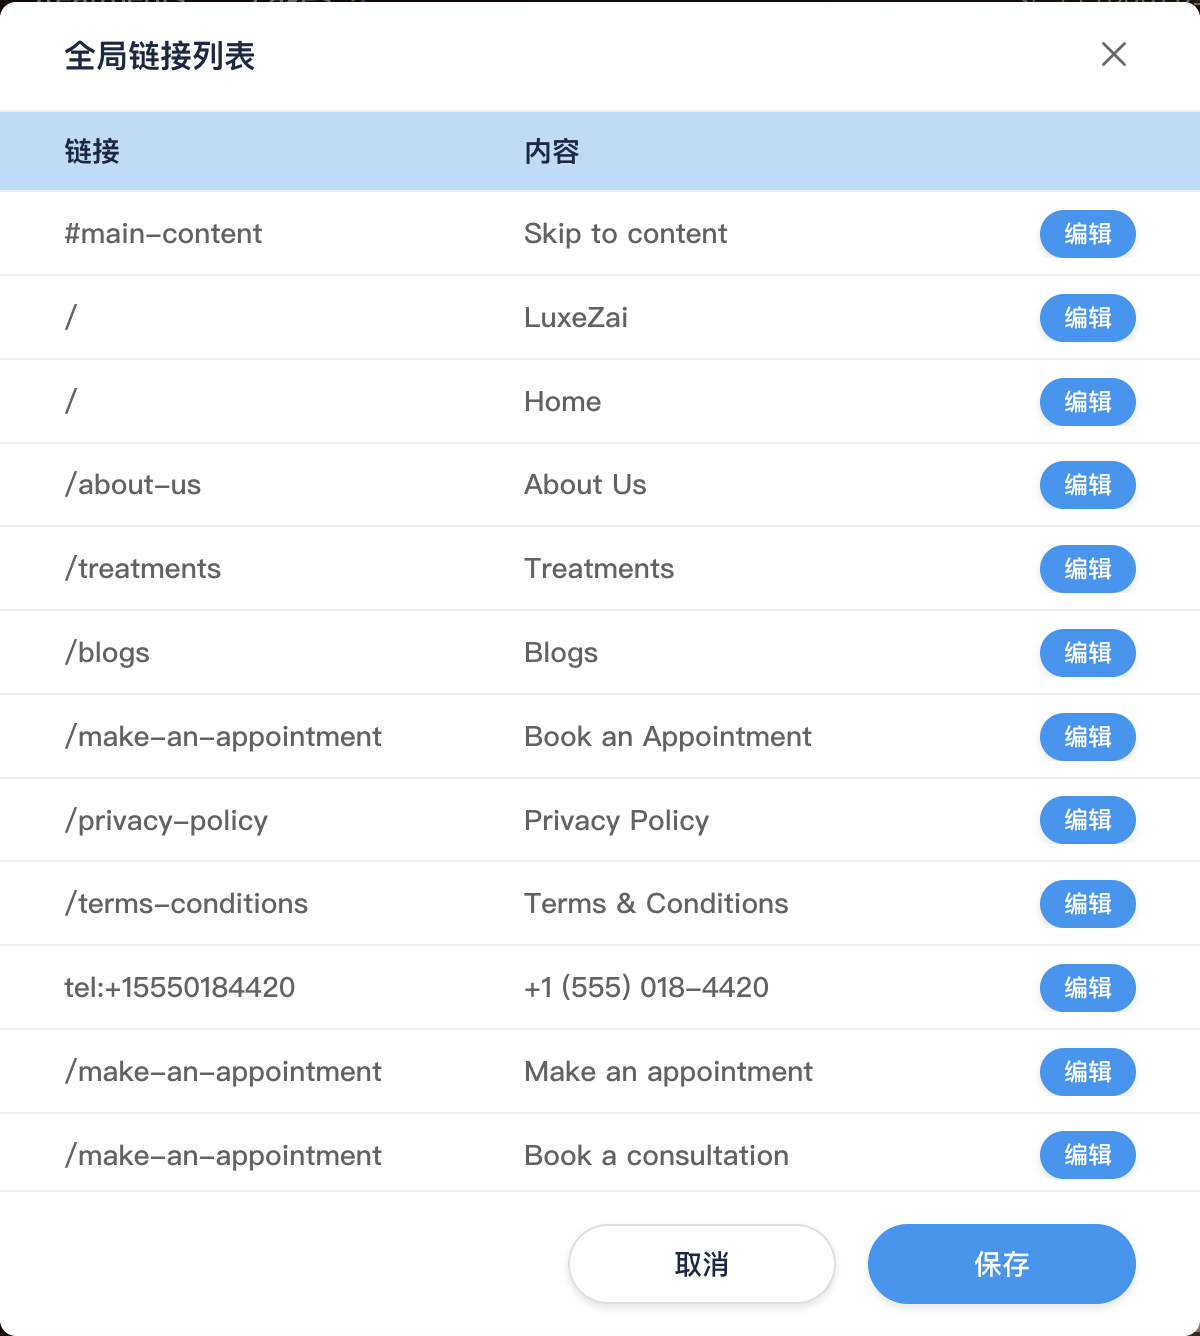 全局链接列表
链接 内容
#main-content Skip to content 编辑
/ LuxeZai 编辑
/ Home 编辑
/about-us About Us 编辑
/treatments Treatments 编辑
/blogs Blogs 编辑
/make-an-appointment Book an Appointment 编辑
/privacy-policy Privacy Policy 编辑
/terms-conditions Terms & Conditions 编辑
tel:+15550184420 +1 (555) 018-4420 编辑
/make-an-appointment Make an appointment 编辑
/make-an-appointment Book a consultation 编辑
取消 保存